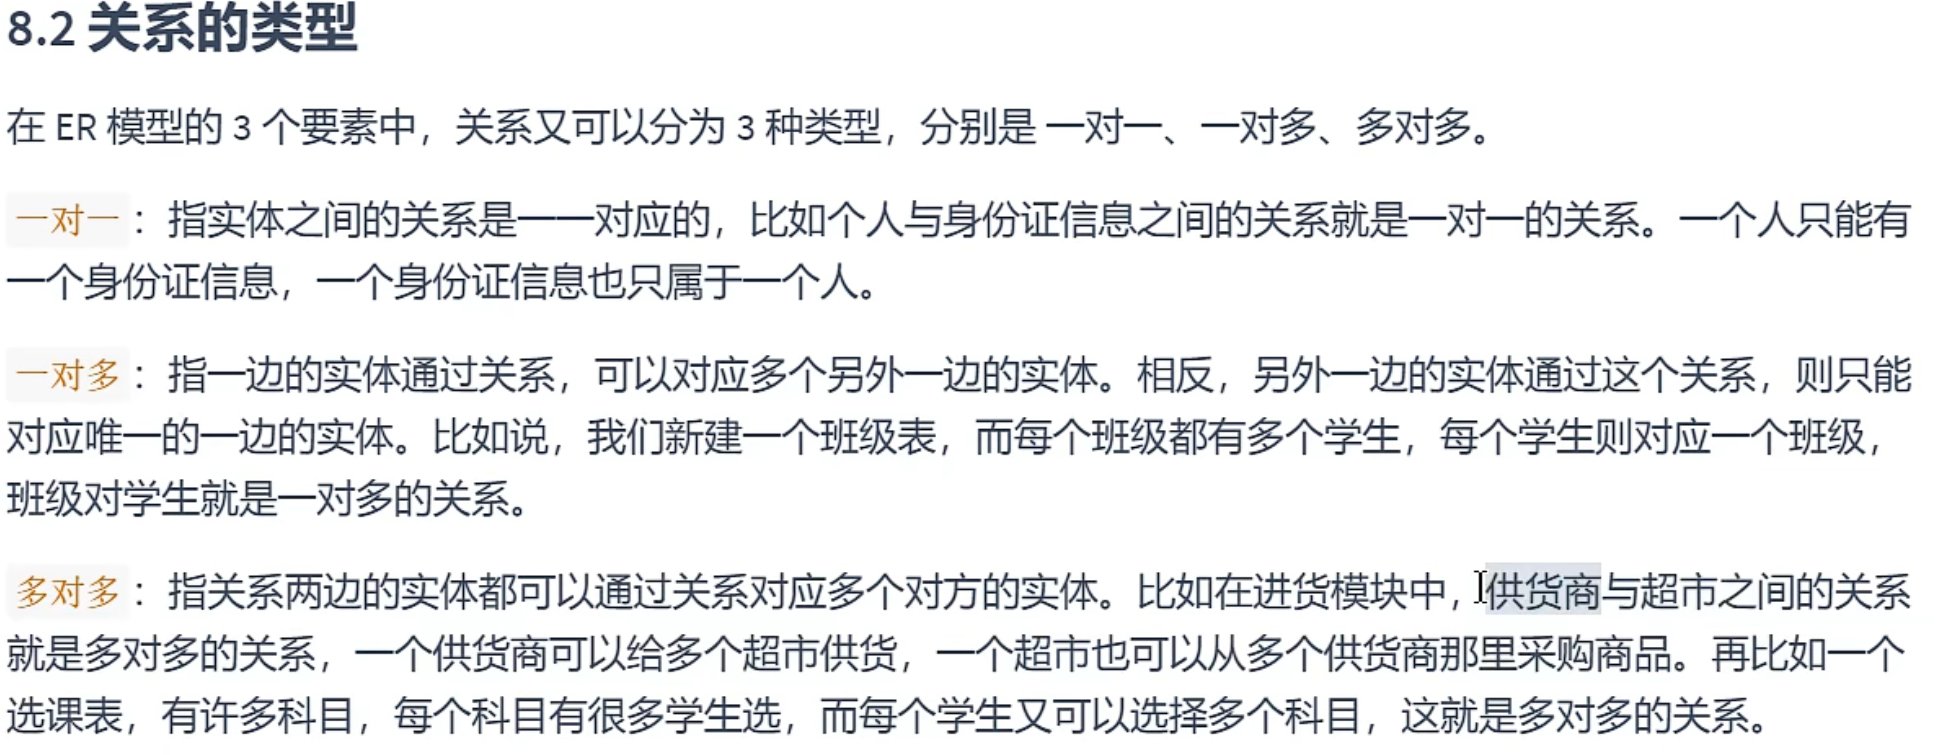 8.2 关系的类型
在 ER 模型的 3 个要素中，关系又可以分为 3 种类型，分别是 一对一、一对多、多对多。
一对一：指实体之间的关系是一一对应的，比如个人与身份证信息之间的关系就是一对一的关系。一个人只能有
一个身份证信息，一个身份证信息也只属于一个人。
一对多：指一边的实体通过关系，可以对应多个另外一边的实体。相反，另外一边的实体通过这个关系，则只能
对应唯一的一边的实体。比如说，我们新建一个班级表，而每个班级都有多个学生，每个学生则对应一个班级，
班级对学生就是一对多的关系。
多对多：指关系两边的实体都可以通过关系对应多个对方的实体。比如在进货模块中，供货商与超市之间的关系
就是多对多的关系，一个供货商可以给多个超市供货，一个超市也可以从多个供货商那里采购商品。再比如一个
选课表，有许多科目，每个科目有很多学生选，而每个学生又可以选择多个科目，这就是多对多的关系。